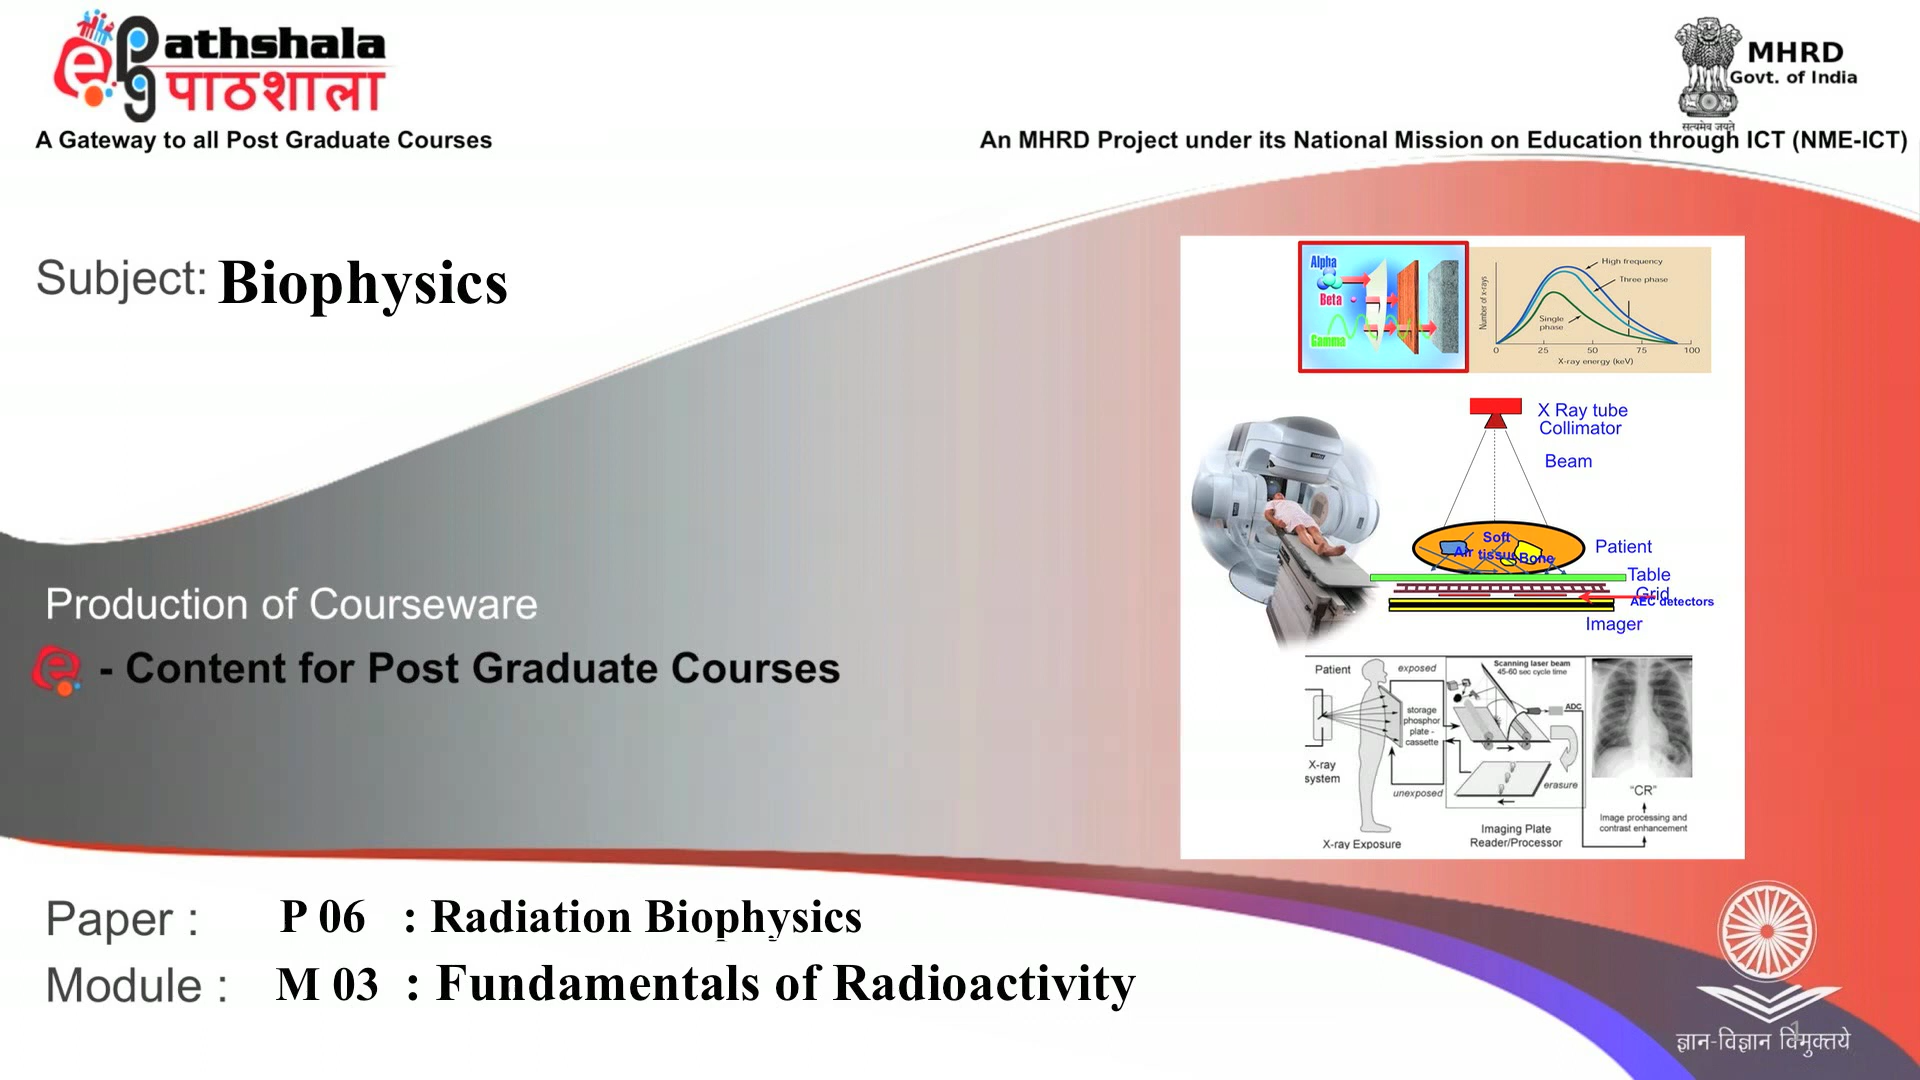 athshala
पाठशाला
A Gateway to all Post Graduate Courses
MHRD
Govt. of India
सत्यमेव जयते
An MHRD Project under its National Mission on Education through ICT (NME-ICT)
Subject: Biophysics
Alpha
Beta
Gamma
High frequency
Three phase
Single
phase
Number of x-rays
0 25 50 75 100
X-ray energy (keV)
X Ray tube
Collimator
Beam
Soft
tissue
Air
Bone
Patient
Table
Grid
AEC detectors
Imager
Production of Courseware
e - Content for Post Graduate Courses
Patient
exposed
Scanning laser beam
45-60 sec cycle time
storage
phosphor
plate -
cassette
ADC
X-ray
system
unexposed
erasure
"CR"
Image processing and
contrast enhancement
Imaging Plate
Reader/Processor
X-ray Exposure
Paper : P 06 : Radiation Biophysics
Module : M 03 : Fundamentals of Radioactivity
ज्ञान-विज्ञान विमुक्तये
1